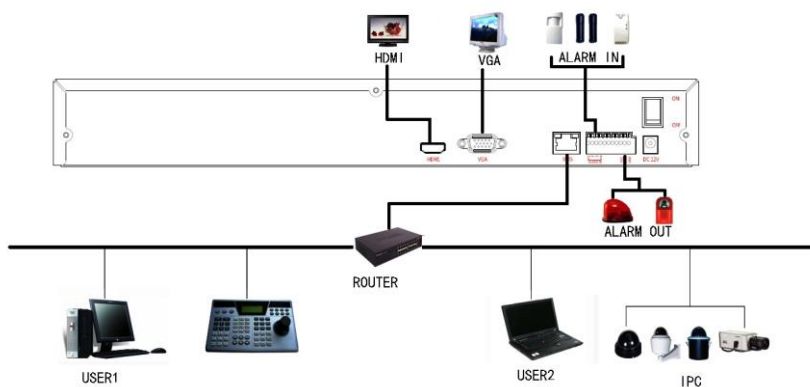 HDMI
VGA
ALARM IN
ON
OFF
HDMI
VGA
DC 12V
ALARM OUT
ROUTER
USER1
USER2
IPC